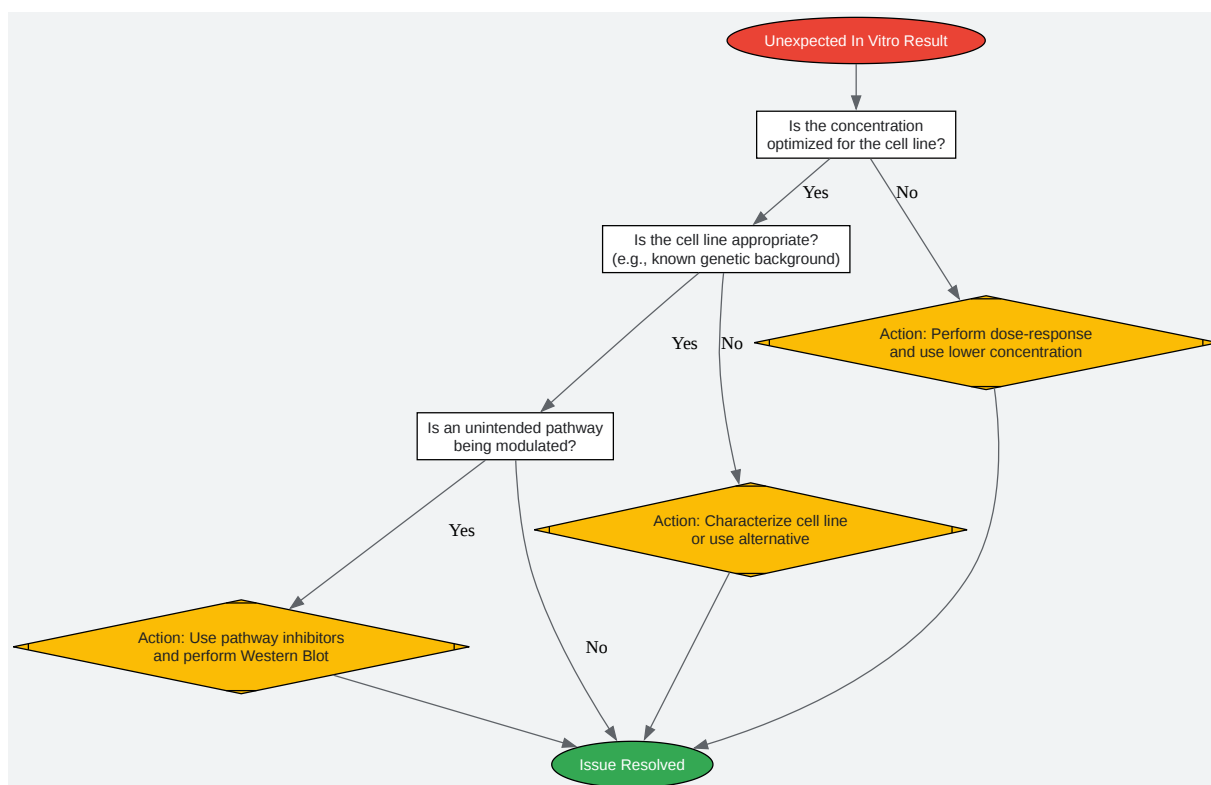 Unexpected In Vitro Result
Is the concentration
optimized for the cell line?
Yes
No
Is the cell line appropriate?
(e.g., known genetic background)
Action: Perform dose-response
and use lower concentration
Yes
No
Is an unintended pathway
being modulated?
Action: Characterize cell line
or use alternative
Yes
Action: Use pathway inhibitors
and perform Western Blot
No
Issue Resolved